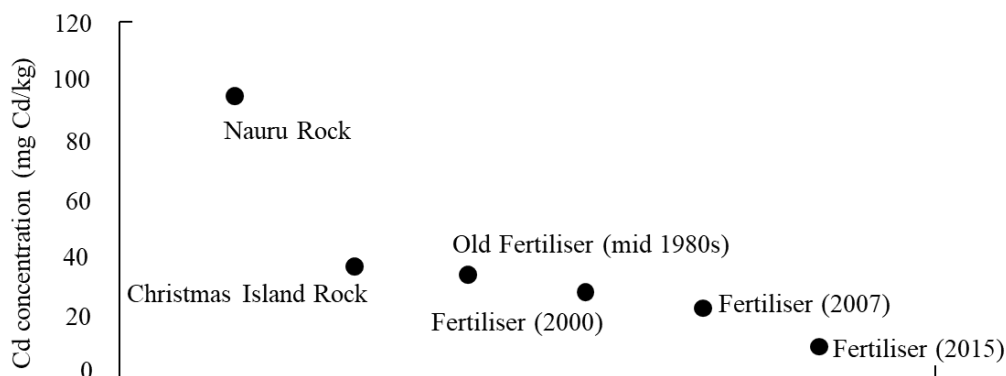 120
100
80
60
40
20
0
Cd concentration (mg Cd/kg)
Nauru Rock
Old Fertiliser (mid 1980s)
Christmas Island Rock
Fertiliser (2000)
Fertiliser (2007)
Fertiliser (2015)